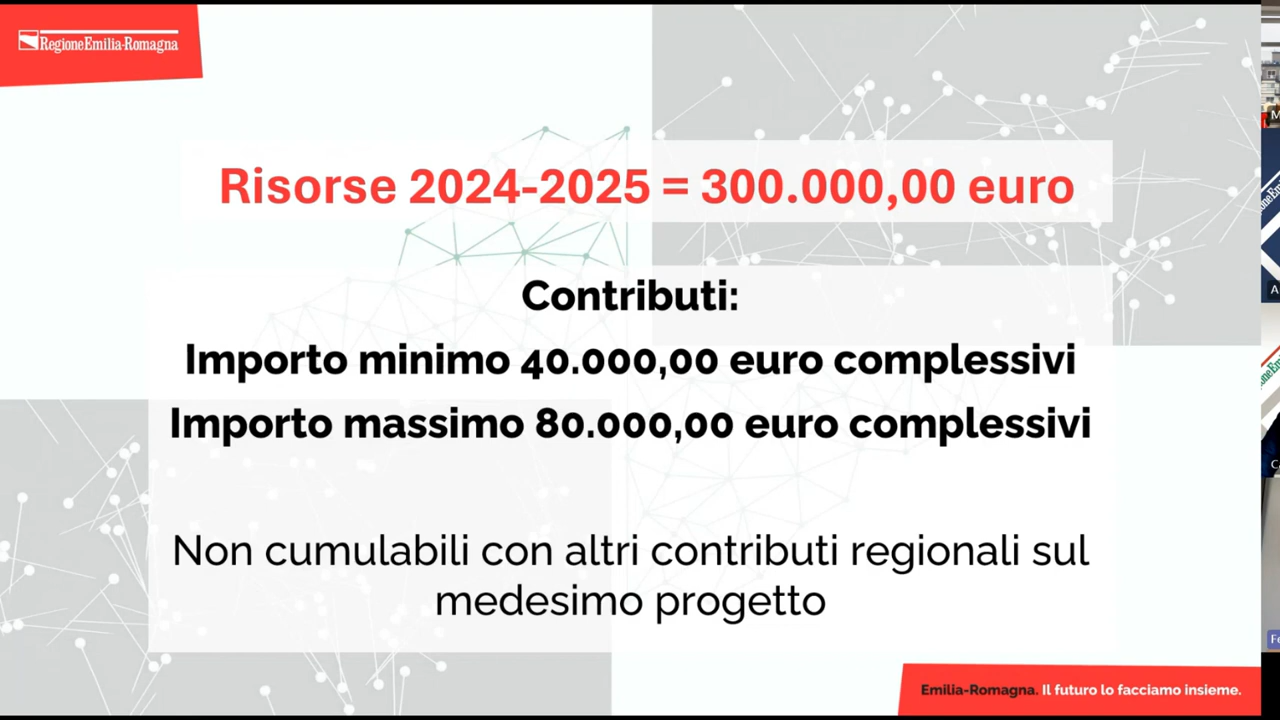 RegioneEmilia-Romagna
Risorse 2024-2025 = 300.000,00 euro
Contributi:
Importo minimo 40.000,00 euro complessivi
Importo massimo 80.000,00 euro complessivi
Non cumulabili con altri contributi regionali sul
medesimo progetto
Emilia-Romagna. Il futuro lo facciamo insieme.